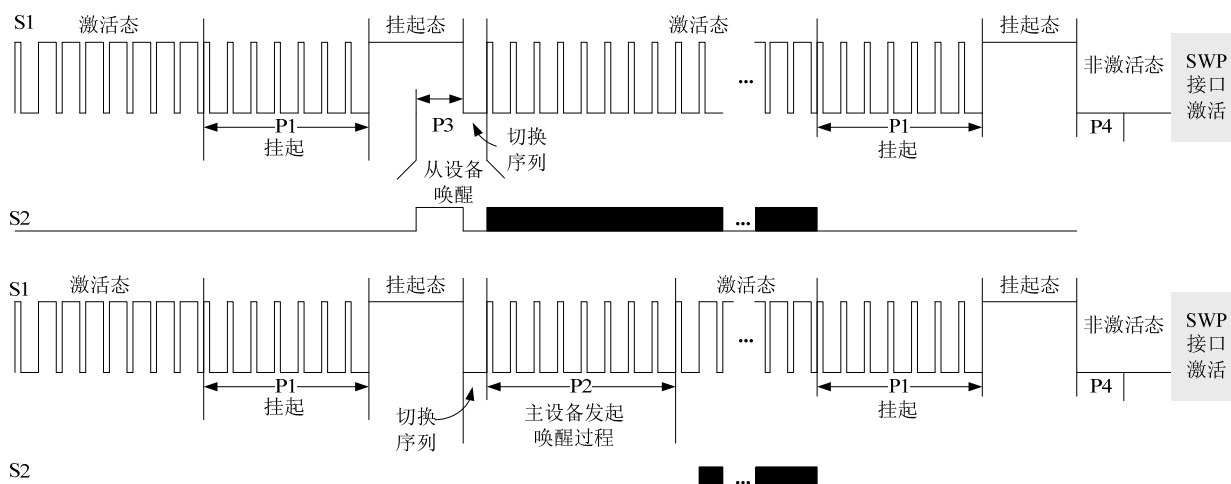 S1
激活态
挂起态
激活态
挂起态
非激活态
SWP
接口
激活
...
P1
挂起
P3
切换
序列
从设备
唤醒
P1
挂起
P4
S2
...
S1
激活态
挂起态
激活态
挂起态
非激活态
SWP
接口
激活
...
P1
挂起
切换
序列
P2
主设备发起
唤醒过程
P1
挂起
P4
S2
...